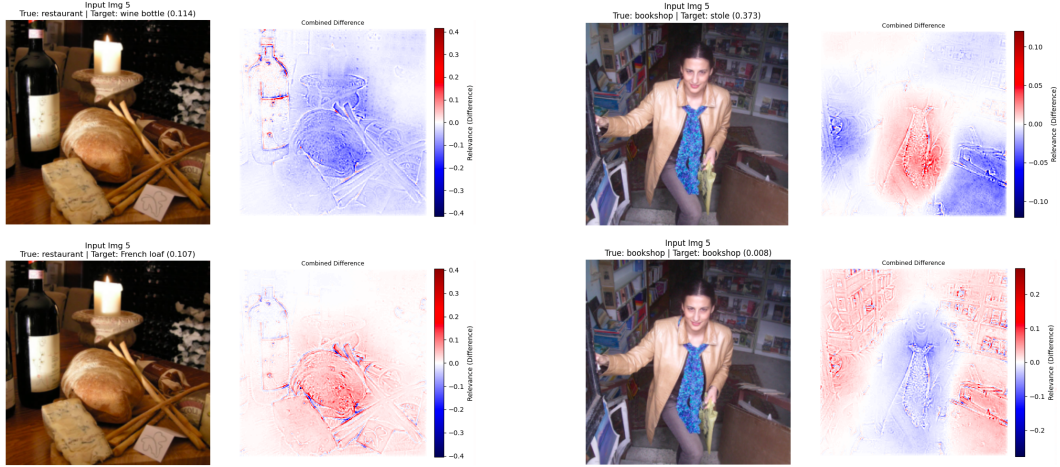 Input Img 5
True: restaurant | Target: wine bottle (0.114)
Combined Difference
0.4
0.3
0.2
0.1
0.0
−0.1
−0.2
−0.3
−0.4
Relevance (Difference)
Input Img 5
True: bookshop | Target: stole (0.373)
Combined Difference
0.10
0.05
0.00
−0.05
−0.10
Relevance (Difference)
Input Img 5
True: restaurant | Target: French loaf (0.107)
Combined Difference
0.4
0.3
0.2
0.1
0.0
−0.1
−0.2
−0.3
−0.4
Relevance (Difference)
Input Img 5
True: bookshop | Target: bookshop (0.008)
Combined Difference
0.2
0.1
0.0
−0.1
−0.2
Relevance (Difference)